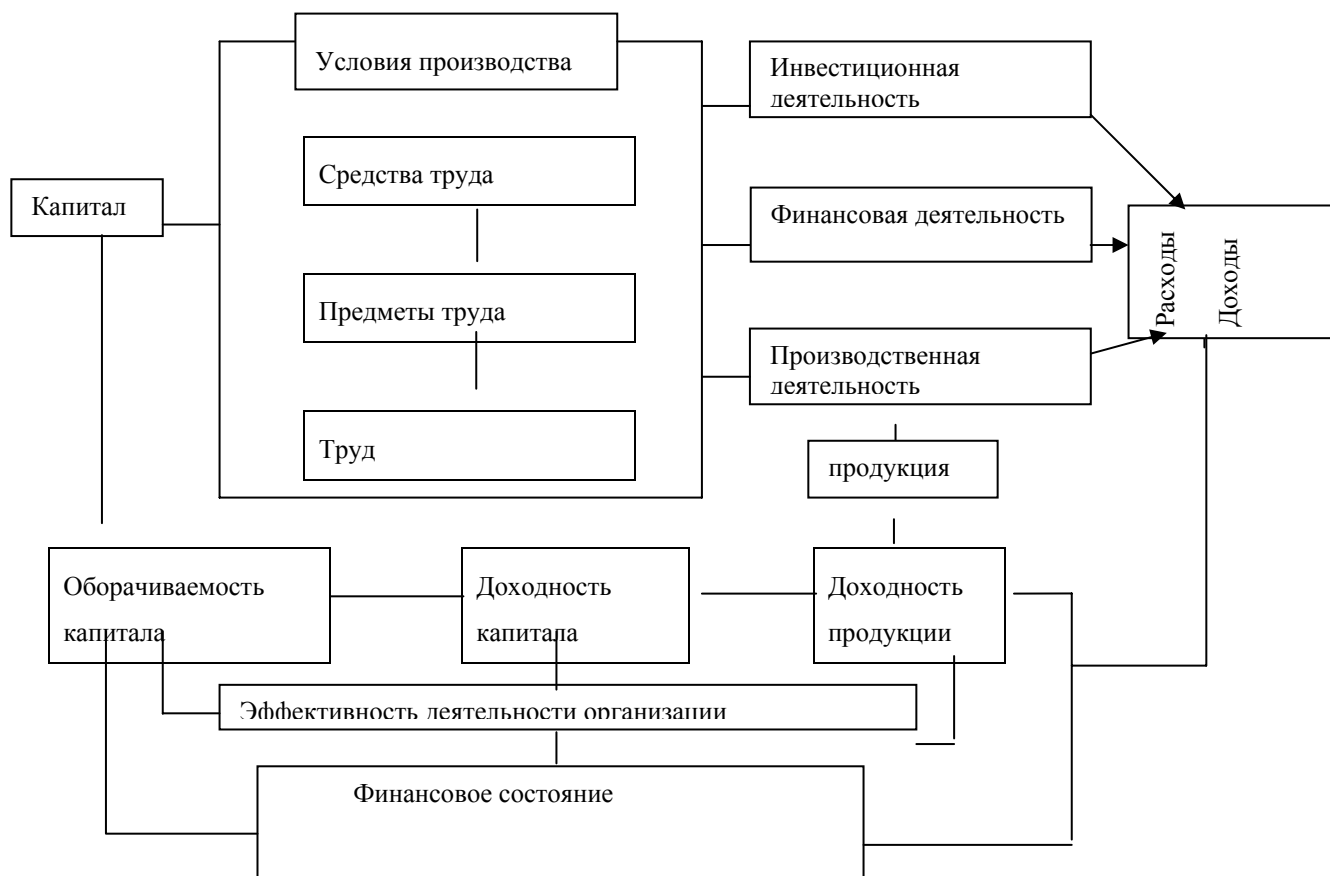 Условия производства
Инвестиционная
деятельность
Средства труда
Капитал
Финансовая деятельность
Расходы
Доходы
Предметы труда
Производственная
деятельность
Труд
продукция
Оборачиваемость
капитала
Доходность
капитала
Доходность
продукции
Эффективность деятельности организации
Финансовое состояние